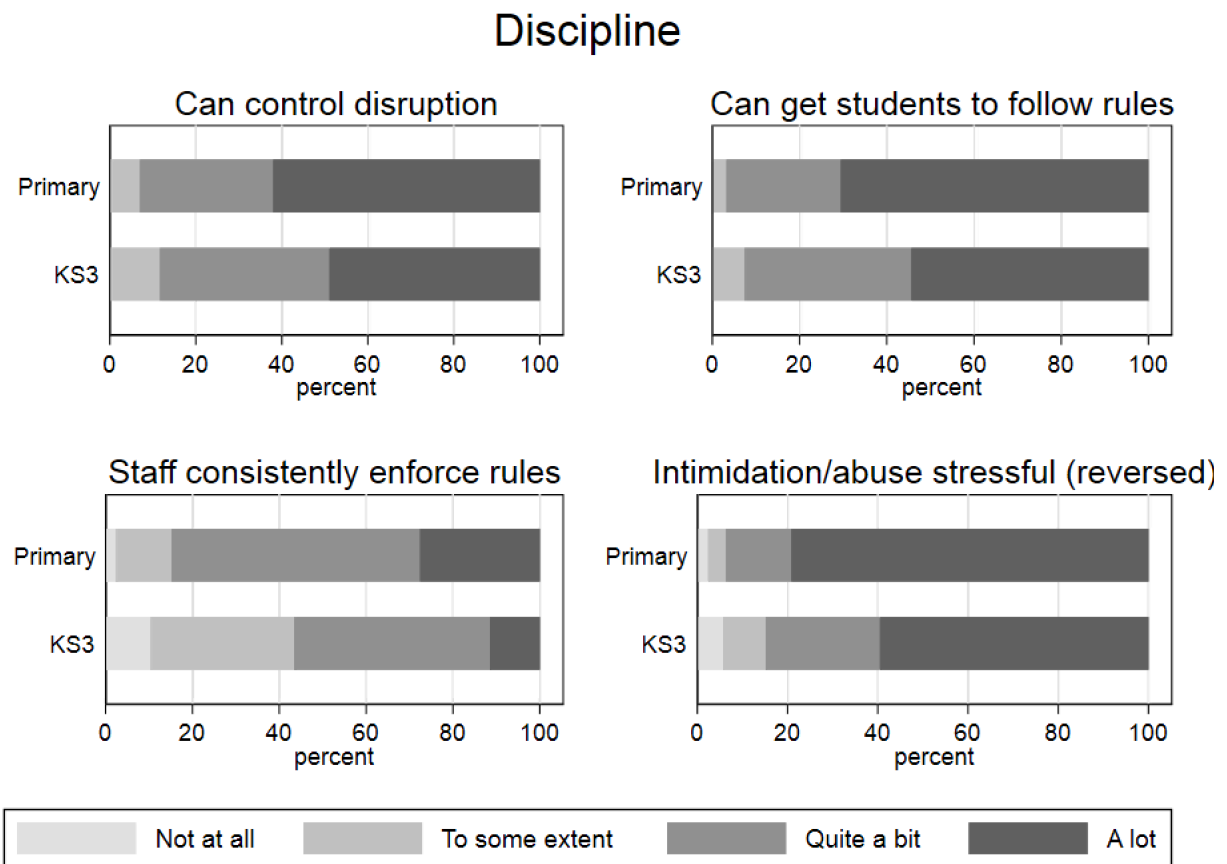 Discipline
Can control disruption
Primary
KS3
0 20 40 60 80 100
percent
Can get students to follow rules
Primary
KS3
0 20 40 60 80 100
percent
Staff consistently enforce rules
Primary
KS3
0 20 40 60 80 100
percent
Intimidation/abuse stressful (reversed)
Primary
KS3
0 20 40 60 80 100
percent
Not at all To some extent Quite a bit A lot